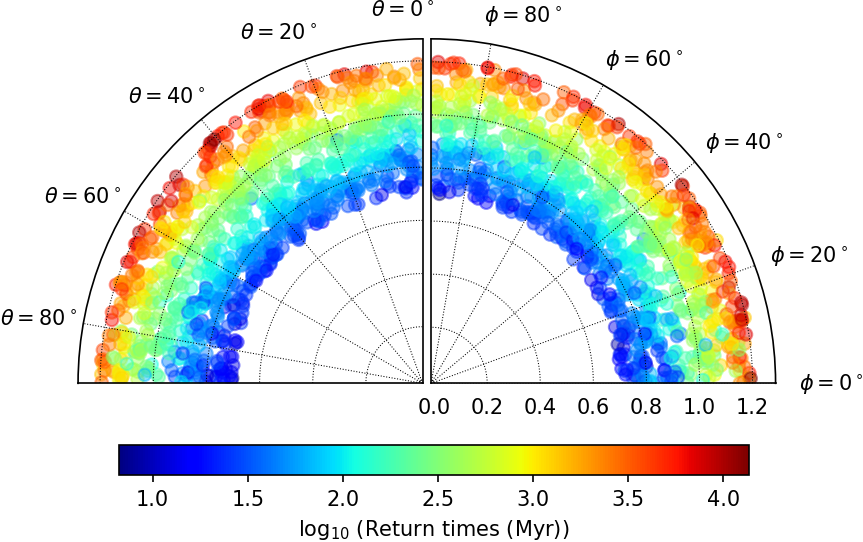 θ = 0°
ϕ = 80°
θ = 20°
ϕ = 60°
θ = 40°
ϕ = 40°
θ = 60°
ϕ = 20°
θ = 80°
ϕ = 0°
0.0 0.2 0.4 0.6 0.8 1.0 1.2
1.0 1.5 2.0 2.5 3.0 3.5 4.0
log₁₀ (Return times (Myr))